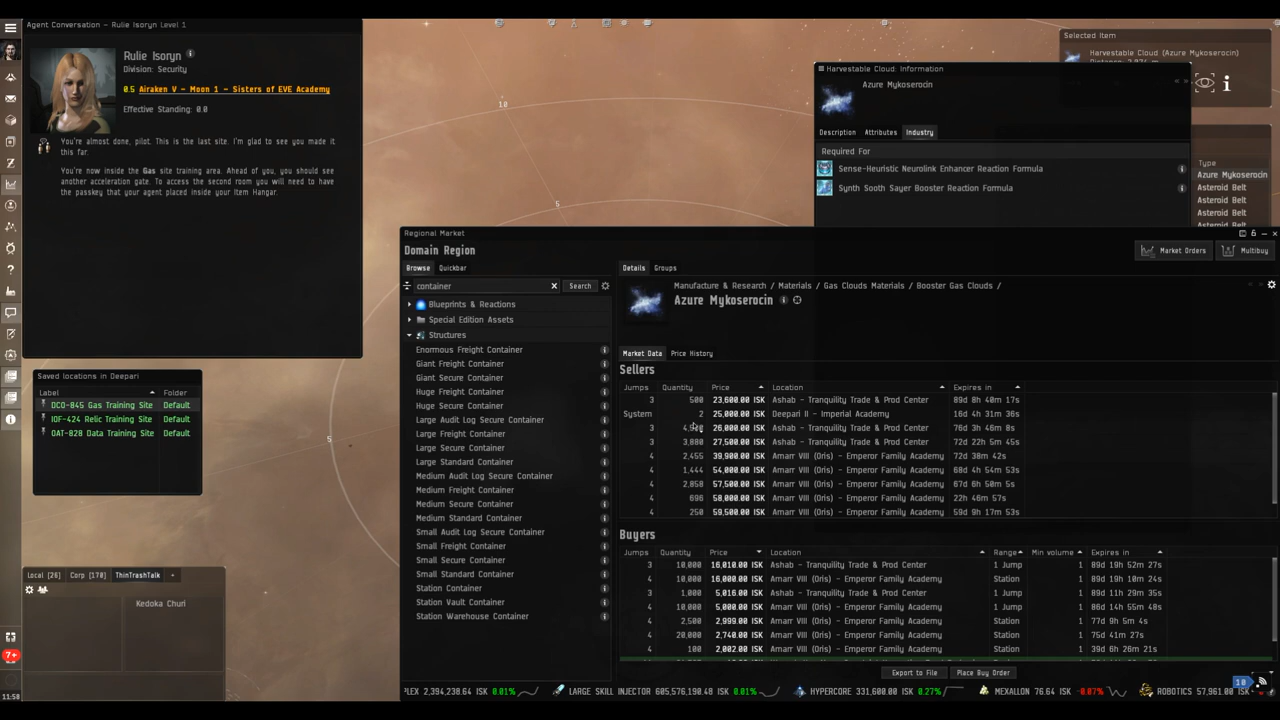 Agent Conversation - Rulie Isoryn Level 1
Rulie Isoryn
Division: Security
0.5 Airaken V - Moon 1 - Sisters of EVE Academy
Effective Standing: 0.0
You're almost done, pilot. This is the last site. I'm glad to see you made it
this far.
You're now inside the Gas site training area. Ahead of you, you should see
another acceleration gate. To access the second room you will need to have
the passkey that your agent placed inside your Item Hangar.
Selected Item
Harvestable Cloud (Azure Mykoserocin)
Harvestable Cloud: Information
Azure Mykoserocin
Description Attributes Industry
Required For
Sense-Heuristic Neurolink Enhancer Reaction Formula
Synth Sooth Sayer Booster Reaction Formula
Type
Azure Mykoserocin
Asteroid Belt
Asteroid Belt
Asteroid Belt
Asteroid Belt
10
5
5
Saved locations in Deepari
Label Folder
DCO-845 Gas Training Site Default
IOF-424 Relic Training Site Default
OAT-828 Data Training Site Default
Local [26] Corp [170] ThinTrashTalk
Kedoka Churi
7+
11:58
Regional Market
Domain Region
Market Orders Multibuy
Browse Quickbar
container Search
Blueprints & Reactions
Special Edition Assets
Structures
Enormous Freight Container
Giant Freight Container
Giant Secure Container
Huge Freight Container
Huge Secure Container
Large Audit Log Secure Container
Large Freight Container
Large Secure Container
Large Standard Container
Medium Audit Log Secure Container
Medium Freight Container
Medium Secure Container
Medium Standard Container
Small Audit Log Secure Container
Small Freight Container
Small Secure Container
Small Standard Container
Station Container
Station Vault Container
Station Warehouse Container
Details Groups
Manufacture & Research / Materials / Gas Clouds Materials / Booster Gas Clouds /
Azure Mykoserocin
Market Data Price History
Sellers
Jumps Quantity Price Location Expires in
3 500 23,600.00 ISK Ashab - Tranquility Trade & Prod Center 89d 8h 40m 17s
System 2 25,000.00 ISK Deepari II - Imperial Academy 16d 4h 31m 36s
3 26,000.00 ISK Ashab - Tranquility Trade & Prod Center 76d 3h 46m 8s
3 3,880 27,500.00 ISK Ashab - Tranquility Trade & Prod Center 72d 22h 5m 45s
4 2,455 39,900.00 ISK Amarr VIII (Oris) - Emperor Family Academy 72d 38m 42s
4 1,444 54,000.00 ISK Amarr VIII (Oris) - Emperor Family Academy 68d 4h 54m 53s
4 2,858 57,500.00 ISK Amarr VIII (Oris) - Emperor Family Academy 67d 6h 50m 5s
4 696 58,000.00 ISK Amarr VIII (Oris) - Emperor Family Academy 22h 46m 57s
4 250 59,500.00 ISK Amarr VIII (Oris) - Emperor Family Academy 59d 9h 17m 53s
Buyers
Jumps Quantity Price Location Range Min volume Expires in
3 10,000 16,010.00 ISK Ashab - Tranquility Trade & Prod Center 1 Jump 1 89d 19h 52m 27s
4 10,000 16,000.00 ISK Amarr VIII (Oris) - Emperor Family Academy Station 1 89d 19h 10m 24s
3 1,000 5,016.00 ISK Ashab - Tranquility Trade & Prod Center 1 Jump 1 89d 11h 29m 35s
4 10,000 5,000.00 ISK Amarr VIII (Oris) - Emperor Family Academy 1 Jump 1 86d 14h 55m 48s
4 2,500 2,999.00 ISK Amarr VIII (Oris) - Emperor Family Academy Station 1 77d 9h 5m 4s
4 20,000 2,740.00 ISK Amarr VIII (Oris) - Emperor Family Academy Station 1 75d 41m 27s
4 100 2,002.00 ISK Amarr VIII (Oris) - Emperor Family Academy Station 1 39d 6h 26m 21s
Export to File Place Buy Order
PLEX 2,394,238.64 ISK 0.01% LARGE SKILL INJECTOR 605,576,190.48 ISK 0.01% HYPERCORE 331,600.00 ISK 0.27% MEXALLON 76.64 ISK -0.07% ROBOTICS 57,961.00 ISK
10